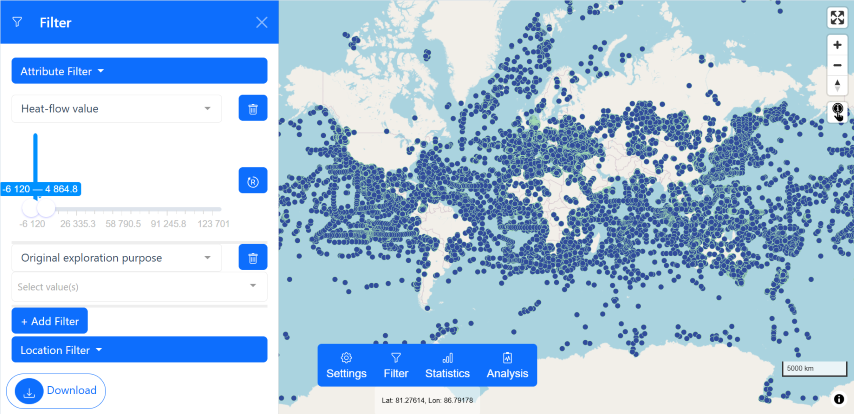 Filter
Attribute Filter
Heat-flow value
-6 120 — 4 864.8
-6 120 26 335.3 58 790.5 91 245.8 123 701
Original exploration purpose
Select value(s)
+ Add Filter
Location Filter
Download
Settings Filter Statistics Analysis
Lat: 81.27614, Lon: 86.79178
5000 km